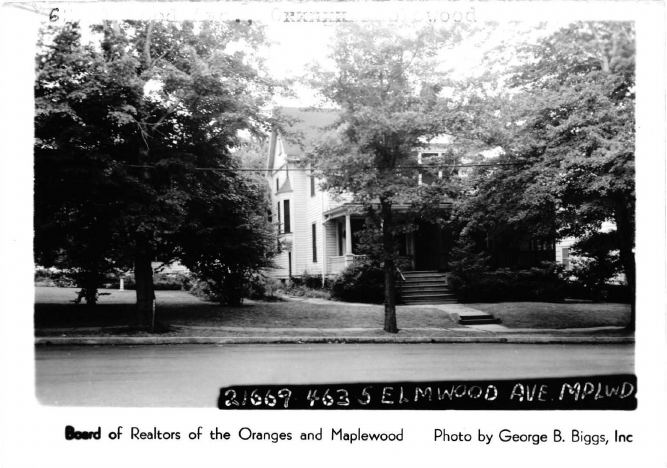 21669 463 S ELMWOOD AVE. MPLWD
Board of Realtors of the Oranges and Maplewood Photo by George B. Biggs, Inc